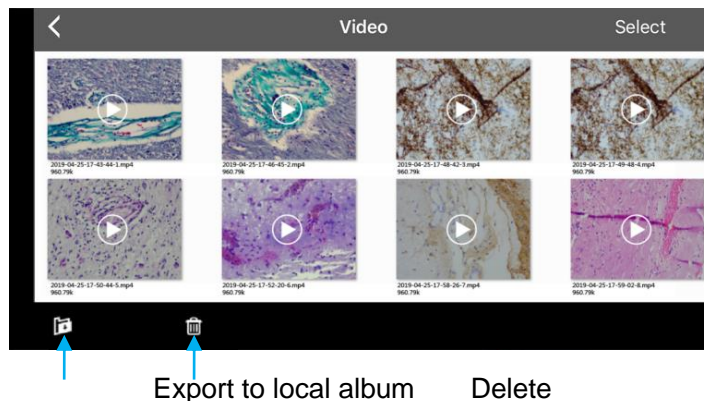 Video Select
2019-04-25-17-43-44-1.mp4
960.79k
2019-04-25-17-46-45-2.mp4
960.79k
2019-04-25-17-48-42-3.mp4
960.79k
2019-04-25-17-49-48-4.mp4
960.79k
2019-04-25-17-50-44-5.mp4
960.79k
2019-04-25-17-52-20-6.mp4
960.79k
2019-04-25-17-58-26-7.mp4
960.79k
2019-04-25-17-59-02-8.mp4
960.79k
Export to local album Delete